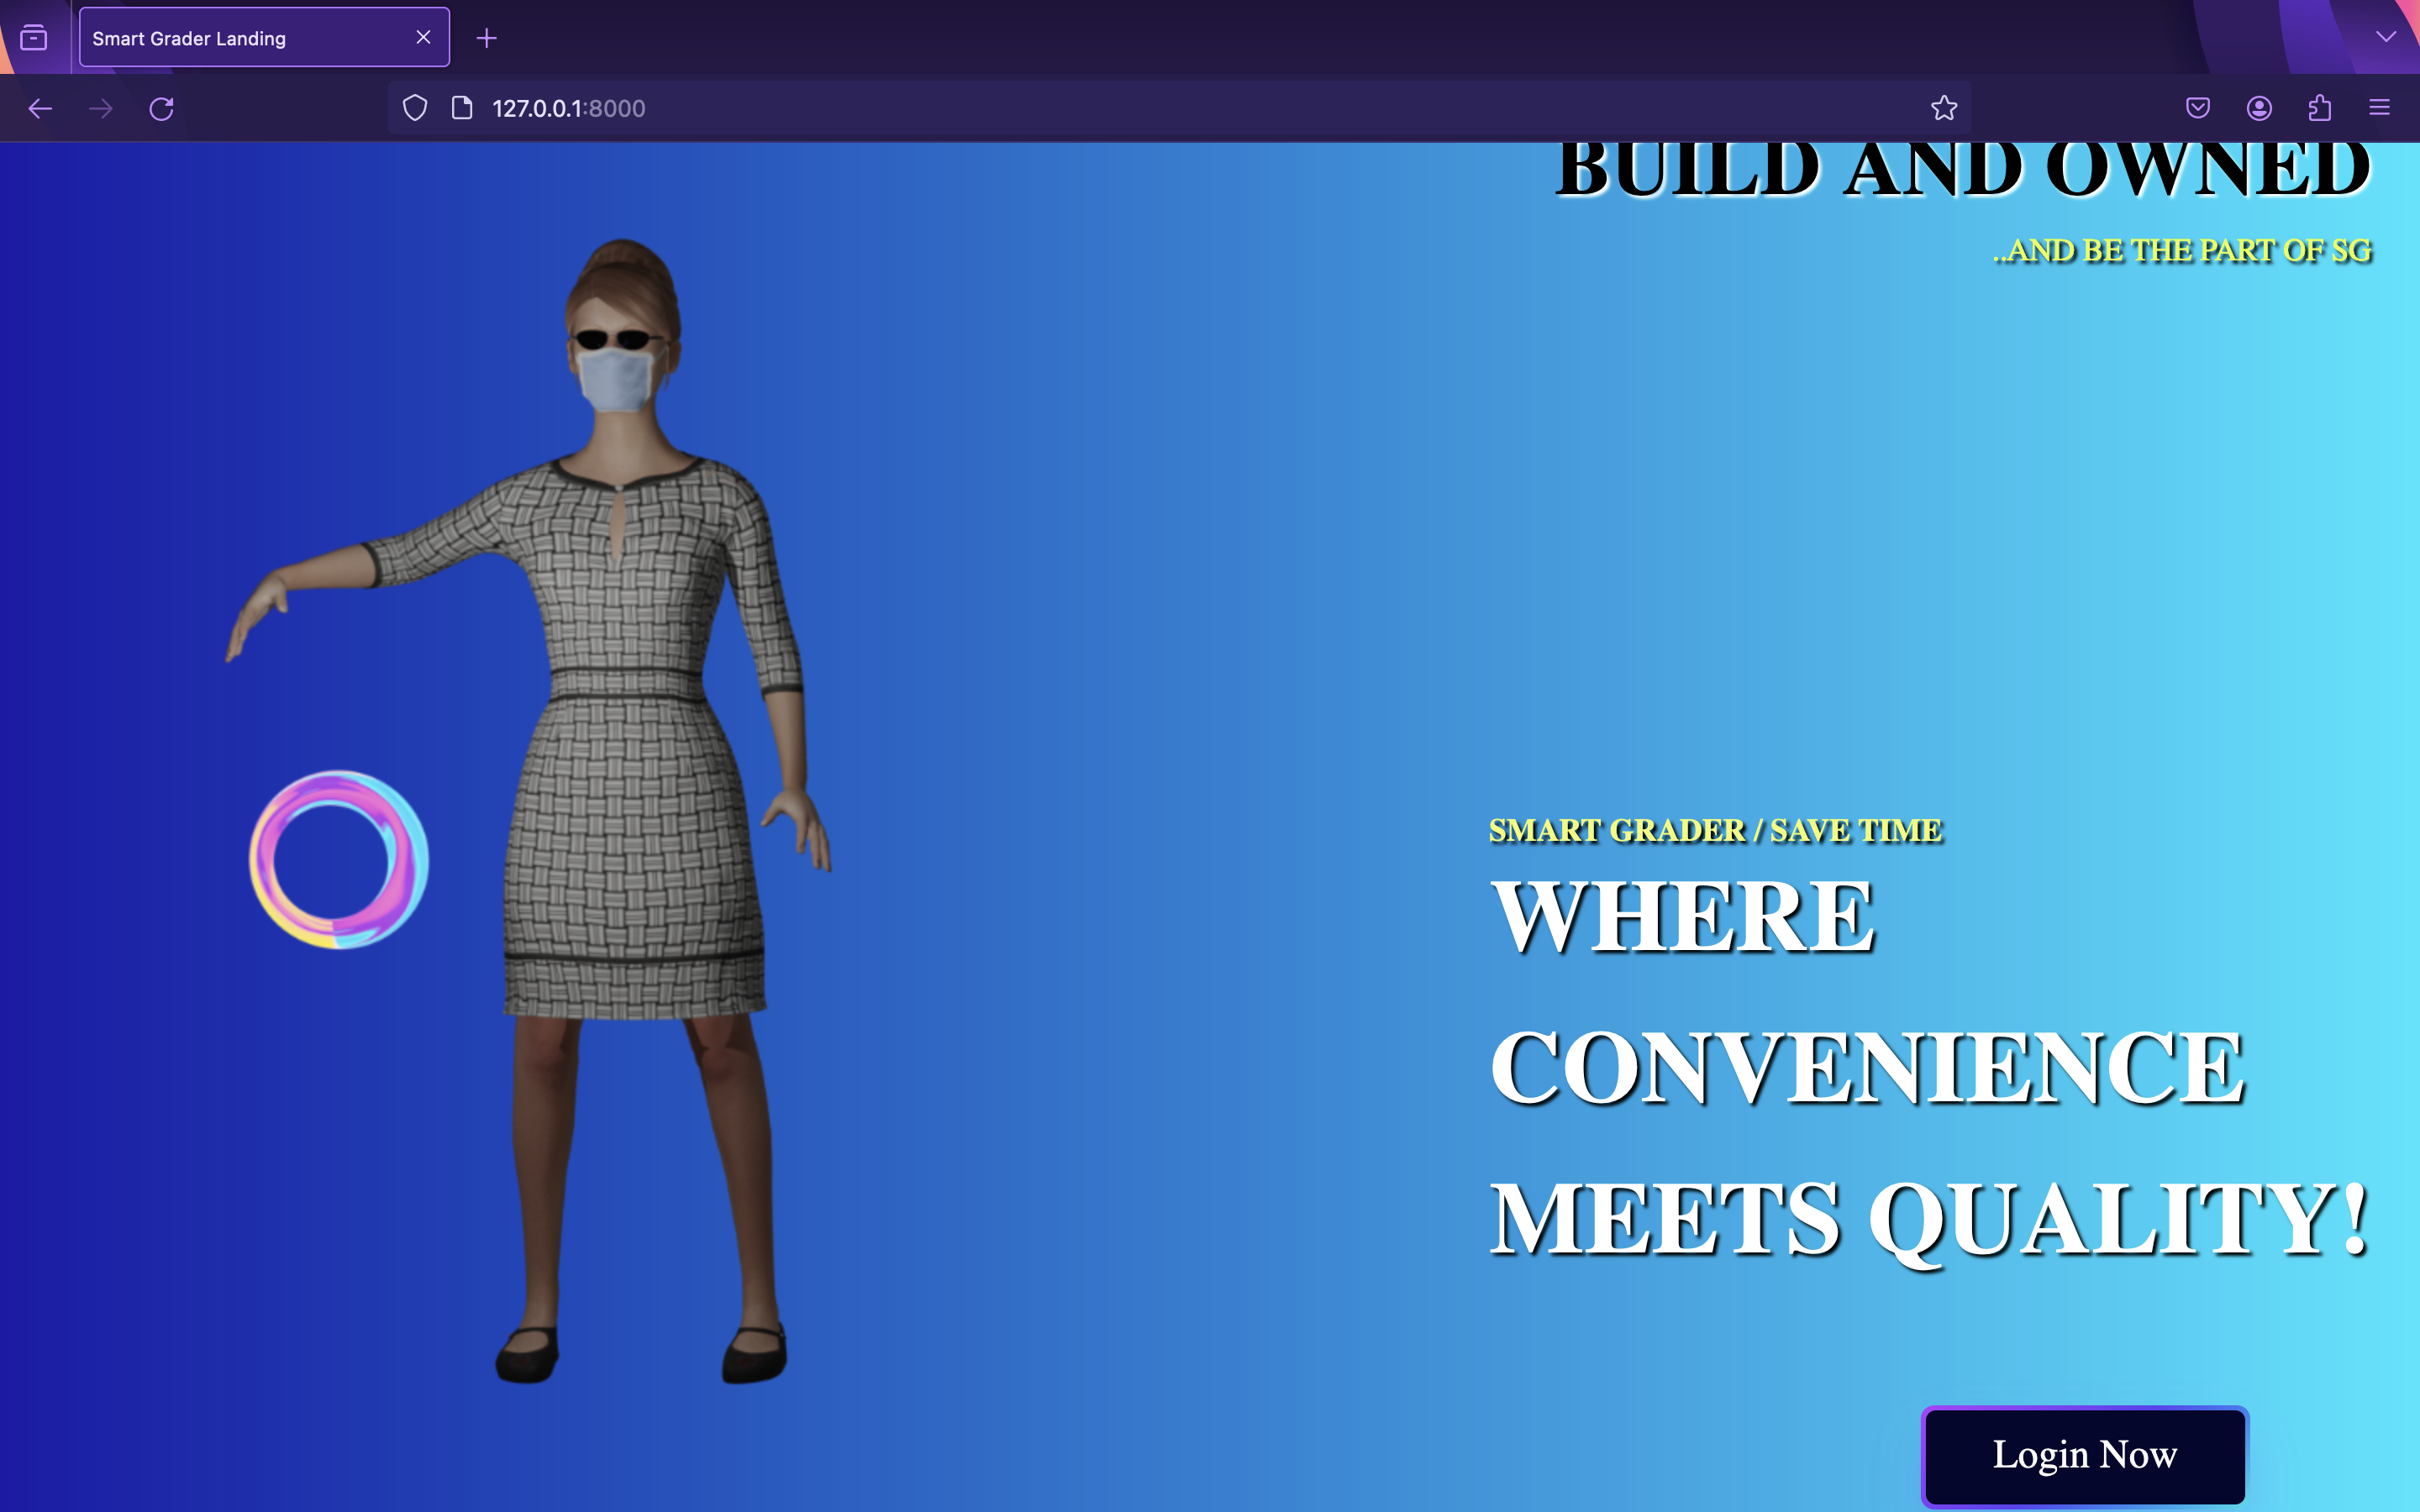 Smart Grader Landing
127.0.0.1:8000
BUILD AND OWNED
..AND BE THE PART OF SG
SMART GRADER / SAVE TIME
WHERE
CONVENIENCE
MEETS QUALITY!
Login Now